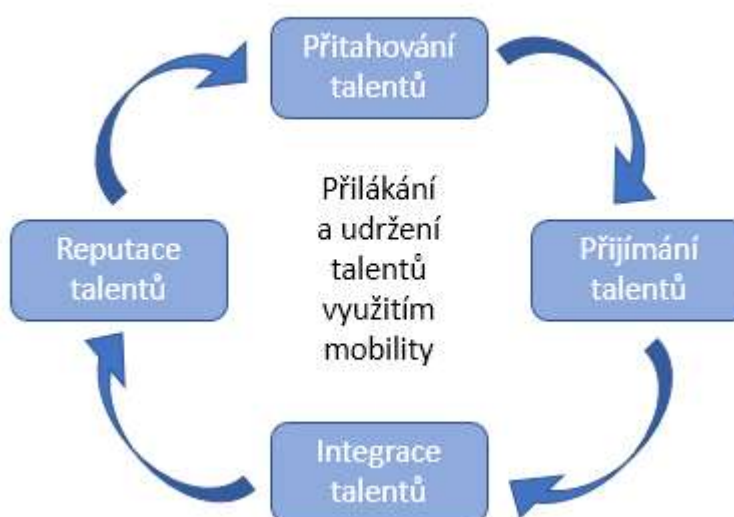 Přitahování
talentů
Přilákání
a udržení
talentů
využitím
mobility
Reputace
talentů
Přijímání
talentů
Integrace
talentů